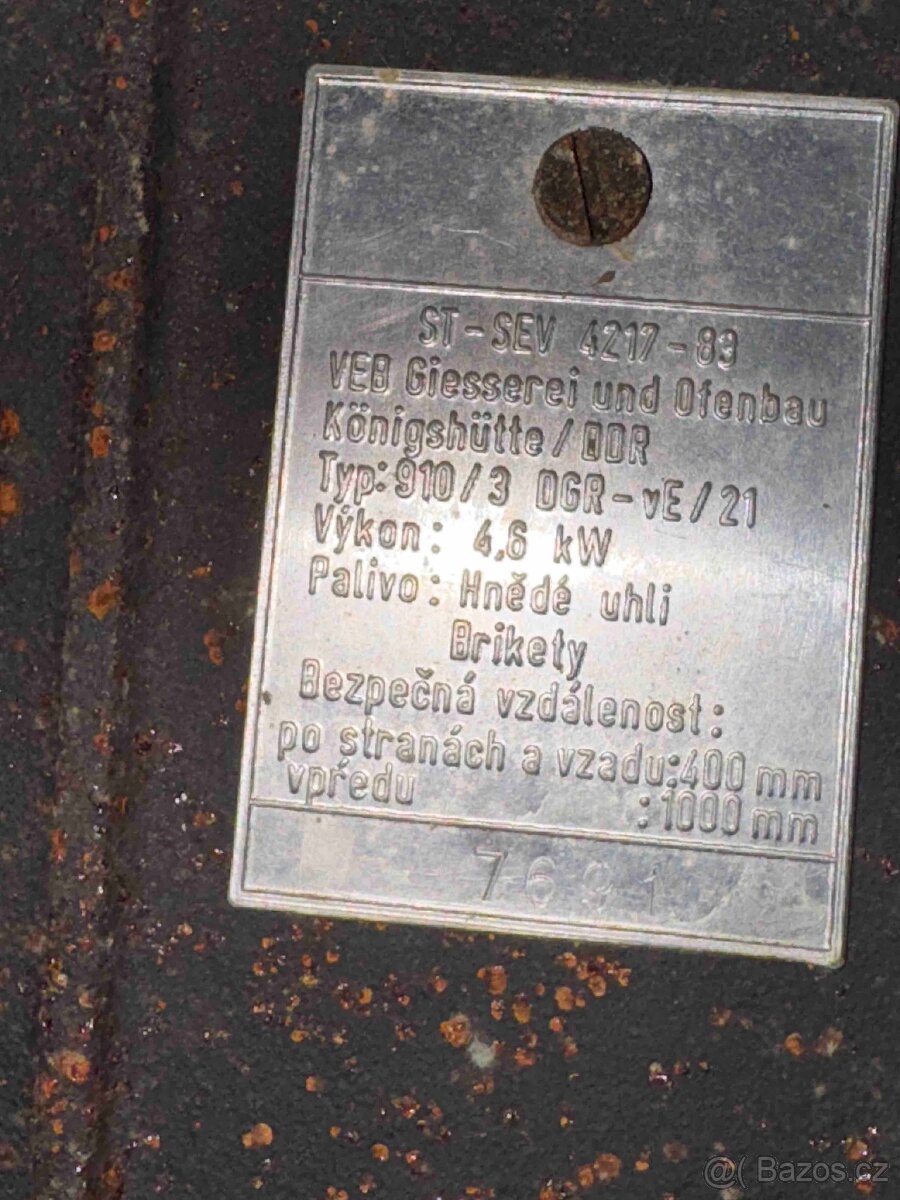 ST-SEV 4217-83
VEB Giesserei und Ofenbau
Königshütte/DDR
Typ: 910/3 DGR-vE/21
Výkon: 4,6 kW
Palivo: Hnědé uhli
Brikety
Bezpečná vzdálenost:
po stranách a vzadu:400 mm
vpředu :1000 mm
7691
@( Bazos.cz